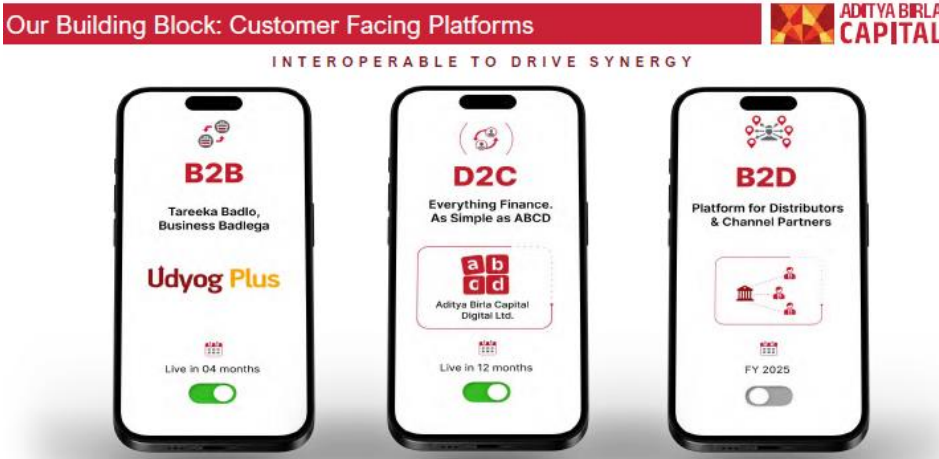 Our Building Block: Customer Facing Platforms
ADITYA BIRLA
CAPITAL
INTEROPERABLE TO DRIVE SYNERGY
B2B
Tareeka Badlo,
Business Badlega
Udyog Plus
Live in 04 months
D2C
Everything Finance.
As Simple as ABCD
a b
c d
Aditya Birla Capital
Digital Ltd.
Live in 12 months
B2D
Platform for Distributors
& Channel Partners
FY 2025